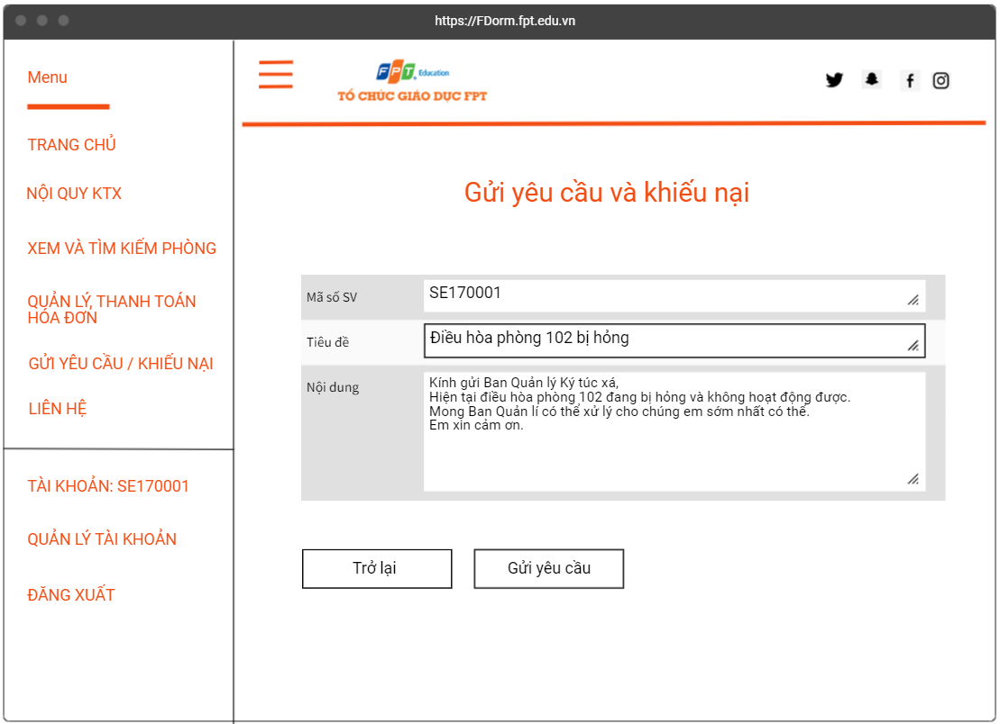 https://FDorm.fpt.edu.vn
Menu
TRANG CHỦ
NỘI QUY KTX
XEM VÀ TÌM KIẾM PHÒNG
QUẢN LÝ, THANH TOÁN
HÓA ĐƠN
GỬI YÊU CẦU / KHIẾU NẠI
LIÊN HỆ
TÀI KHOẢN: SE170001
QUẢN LÝ TÀI KHOẢN
ĐĂNG XUẤT
FPT Education
TỔ CHỨC GIÁO DỤC FPT
Gửi yêu cầu và khiếu nại
Mã số SV
SE170001
Tiêu đề
Điều hòa phòng 102 bị hỏng
Nội dung
Kính gửi Ban Quản lý Ký túc xá,
Hiện tại điều hòa phòng 102 đang bị hỏng và không hoạt động được.
Mong Ban Quản lí có thể xử lý cho chúng em sớm nhất có thể.
Em xin cảm ơn.
Trở lại
Gửi yêu cầu